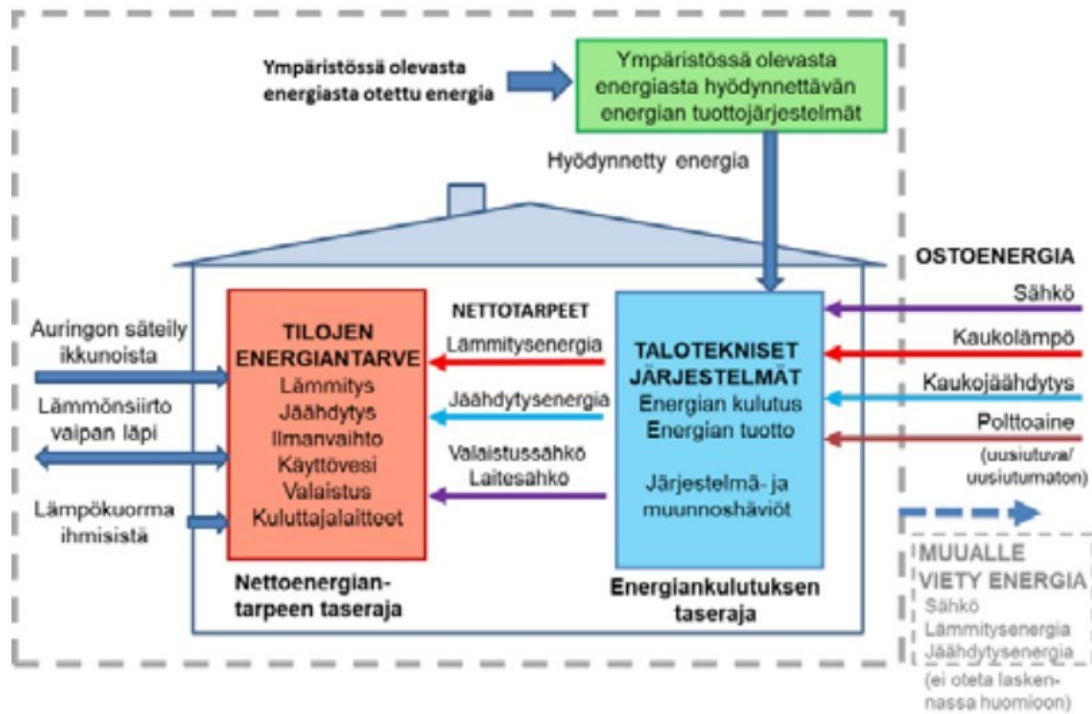 Ympäristössä olevasta
energiasta otettu energia
Ympäristössä olevasta
energiasta hyödynnettävän
energian tuottojärjestelmät
Hyödynnetty energia
OSTOENERGIA
Sähkö
Kaukolämpö
Kaukojäähdytys
Polttoaine
(uusiutuva/
uusiutumaton)
Auringon säteily
ikkunoista
Lämmönsiirto
vaipan läpi
Lämpökuorma
ihmisistä
TILOJEN
ENERGIANTARVE
Lämmitys
Jäähdytys
Ilmanvaihto
Käyttövesi
Valaistus
Kuluttajalaitteet
Nettoenergian-
tarpeen taseraja
NETTOTARPEET
Lämmitysenergia
Jäähdytysenergia
Valaistussähkö
Laitesähkö
TALOTEKNISET
JÄRJESTELMÄT
Energian kulutus
Energian tuotto
Järjestelmä- ja
muunnoshäviöt
Energiankulutuksen
taseraja
MUUALLE
VIETY ENERGIA
Sähkö
Lämmitysenergia
Jäähdytysenergia
(ei oteta lasken-
nassa huomioon)